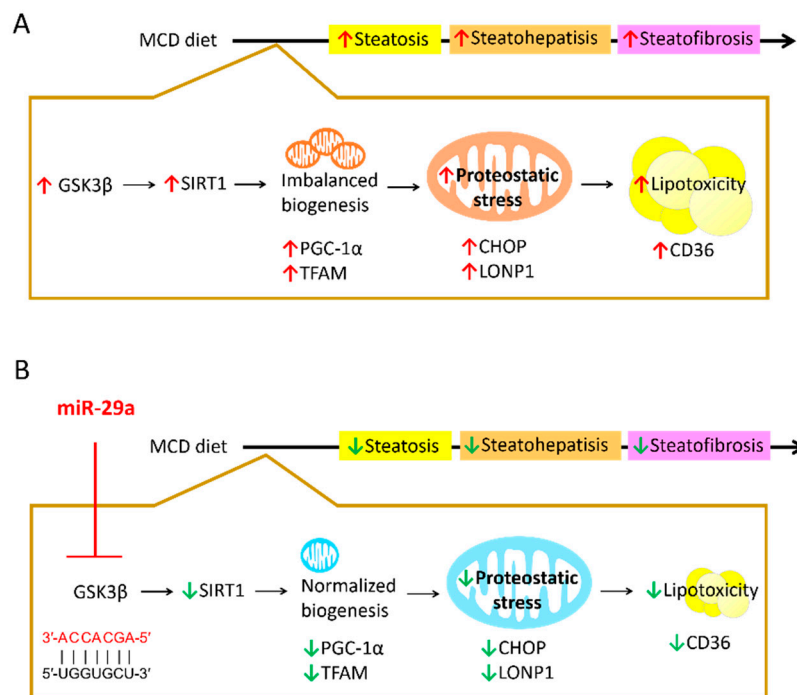 A
MCD diet
↑Steatosis
↑Steatohepatisis
↑Steatofibrosis
↑ GSK3β
↑SIRT1
Imbalanced
biogenesis
↑PGC-1α
↑TFAM
↑Proteostatic
stress
↑CHOP
↑LONP1
↑Lipotoxicity
↑CD36
B
miR-29a
MCD diet
↓Steatosis
↓Steatohepatisis
↓Steatofibrosis
GSK3β
3′-ACCACGA-5′
5′-UGGUGCU-3′
↓SIRT1
Normalized
biogenesis
↓PGC-1α
↓TFAM
↓Proteostatic
stress
↓CHOP
↓LONP1
↓Lipotoxicity
↓CD36